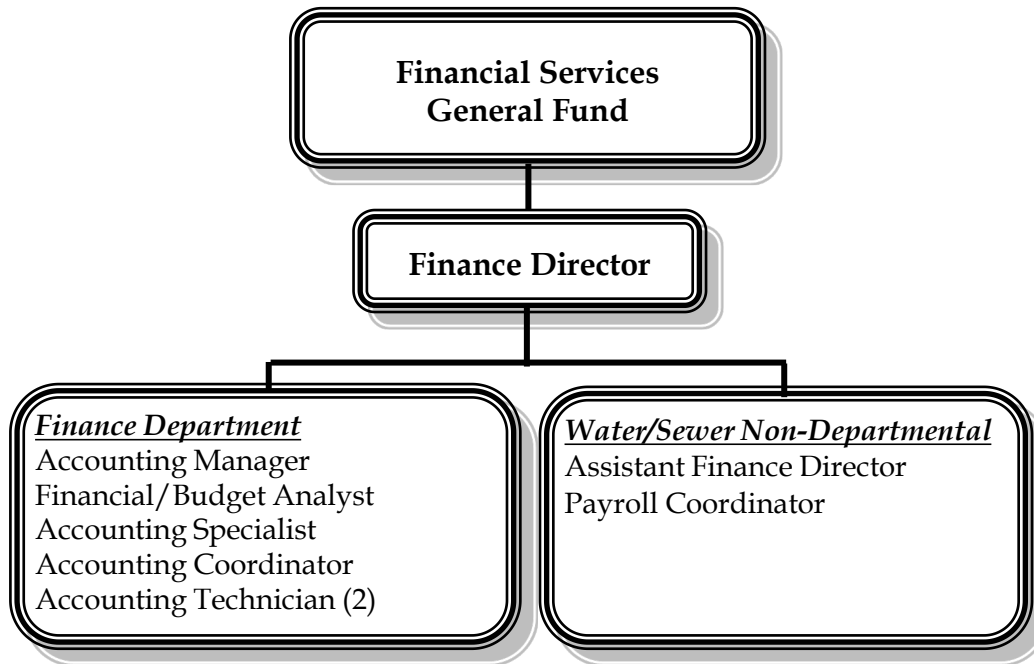 Financial Services
General Fund
Finance Director
Finance Department
Accounting Manager
Financial/Budget Analyst
Accounting Specialist
Accounting Coordinator
Accounting Technician (2)
Water/Sewer Non-Departmental
Assistant Finance Director
Payroll Coordinator